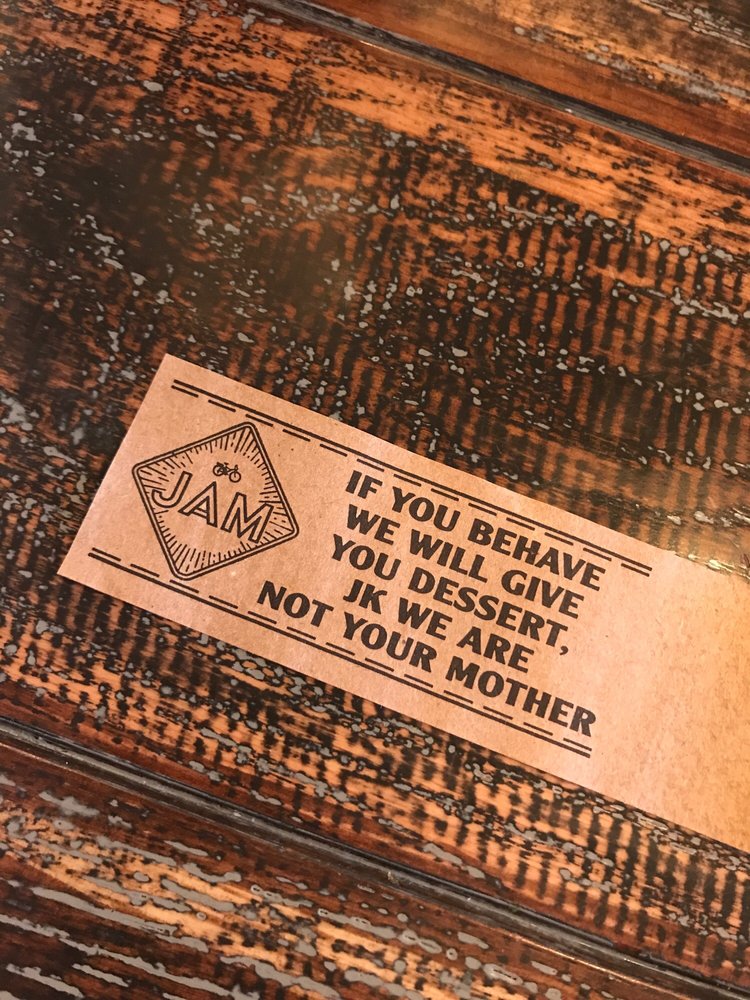 JAM
IF YOU BEHAVE
WE WILL GIVE
YOU DESSERT,
JK WE ARE
NOT YOUR MOTHER